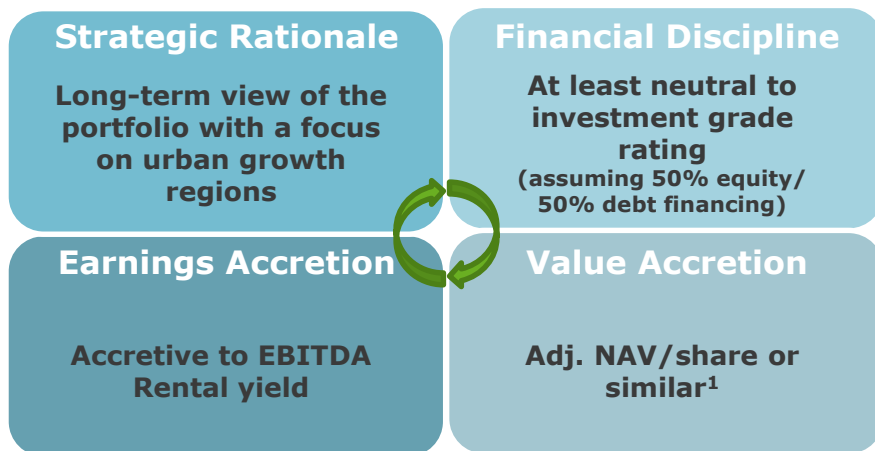 Strategic Rationale
Long-term view of the
portfolio with a focus
on urban growth
regions
Financial Discipline
At least neutral to
investment grade
rating
(assuming 50% equity/
50% debt financing)
Earnings Accretion
Accretive to EBITDA
Rental yield
Value Accretion
Adj. NAV/share or
similar¹